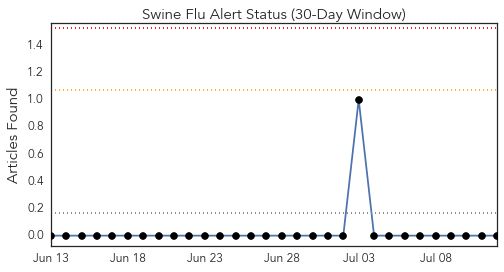 Swine Flu Alert Status (30-Day Window)
Articles Found
1.4
1.2
1.0
0.8
0.6
0.4
0.2
0.0
Jun 13 Jun 18 Jun 23 Jun 28 Jul 03 Jul 08